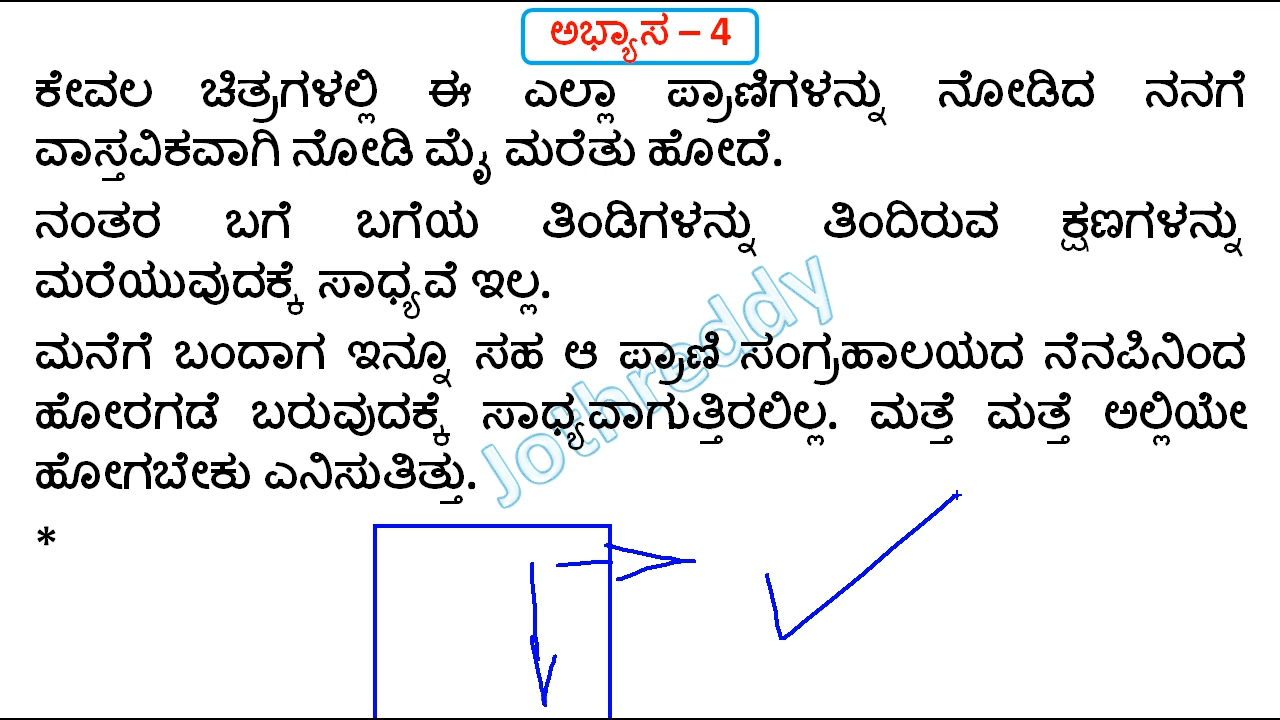 ಅಭ್ಯಾಸ – 4
ಕೇವಲ ಚಿತ್ರಗಳಲ್ಲಿ ಈ ಎಲ್ಲಾ ಪ್ರಾಣಿಗಳನ್ನು ನೋಡಿದ ನನಗೆ
ವಾಸ್ತವಿಕವಾಗಿ ನೋಡಿ ಮೈ ಮರೆತು ಹೋದೆ.
ನಂತರ ಬಗೆ ಬಗೆಯ ತಿಂಡಿಗಳನ್ನು ತಿಂದಿರುವ ಕ್ಷಣಗಳನ್ನು
ಮರೆಯುವುದಕ್ಕೆ ಸಾಧ್ಯವೆ ಇಲ್ಲ.
ಮನೆಗೆ ಬಂದಾಗ ಇನ್ನೂ ಸಹ ಆ ಪ್ರಾಣಿ ಸಂಗ್ರಹಾಲಯದ ನೆನಪಿನಿಂದ
ಹೋರಗಡೆ ಬರುವುದಕ್ಕೆ ಸಾಧ್ಯವಾಗುತ್ತಿರಲಿಲ್ಲ. ಮತ್ತೆ ಮತ್ತೆ ಅಲ್ಲಿಯೇ
ಹೋಗಬೇಕು ಎನಿಸುತಿತ್ತು.
*
Jothreddy